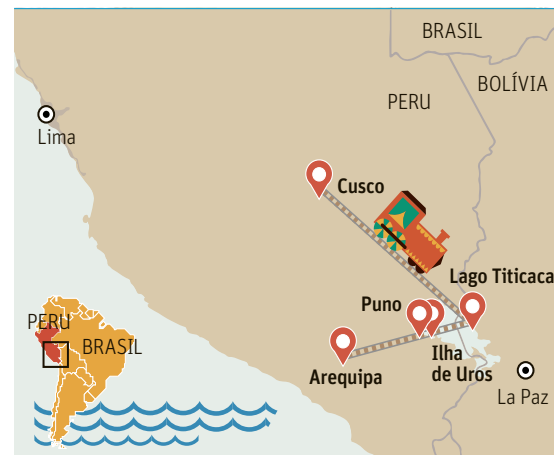 BRASIL
BOLÍVIA
PERU
Lima
Cusco
Lago Titicaca
Puno
Ilha
de Uros
Arequipa
La Paz
PERU
BRASIL